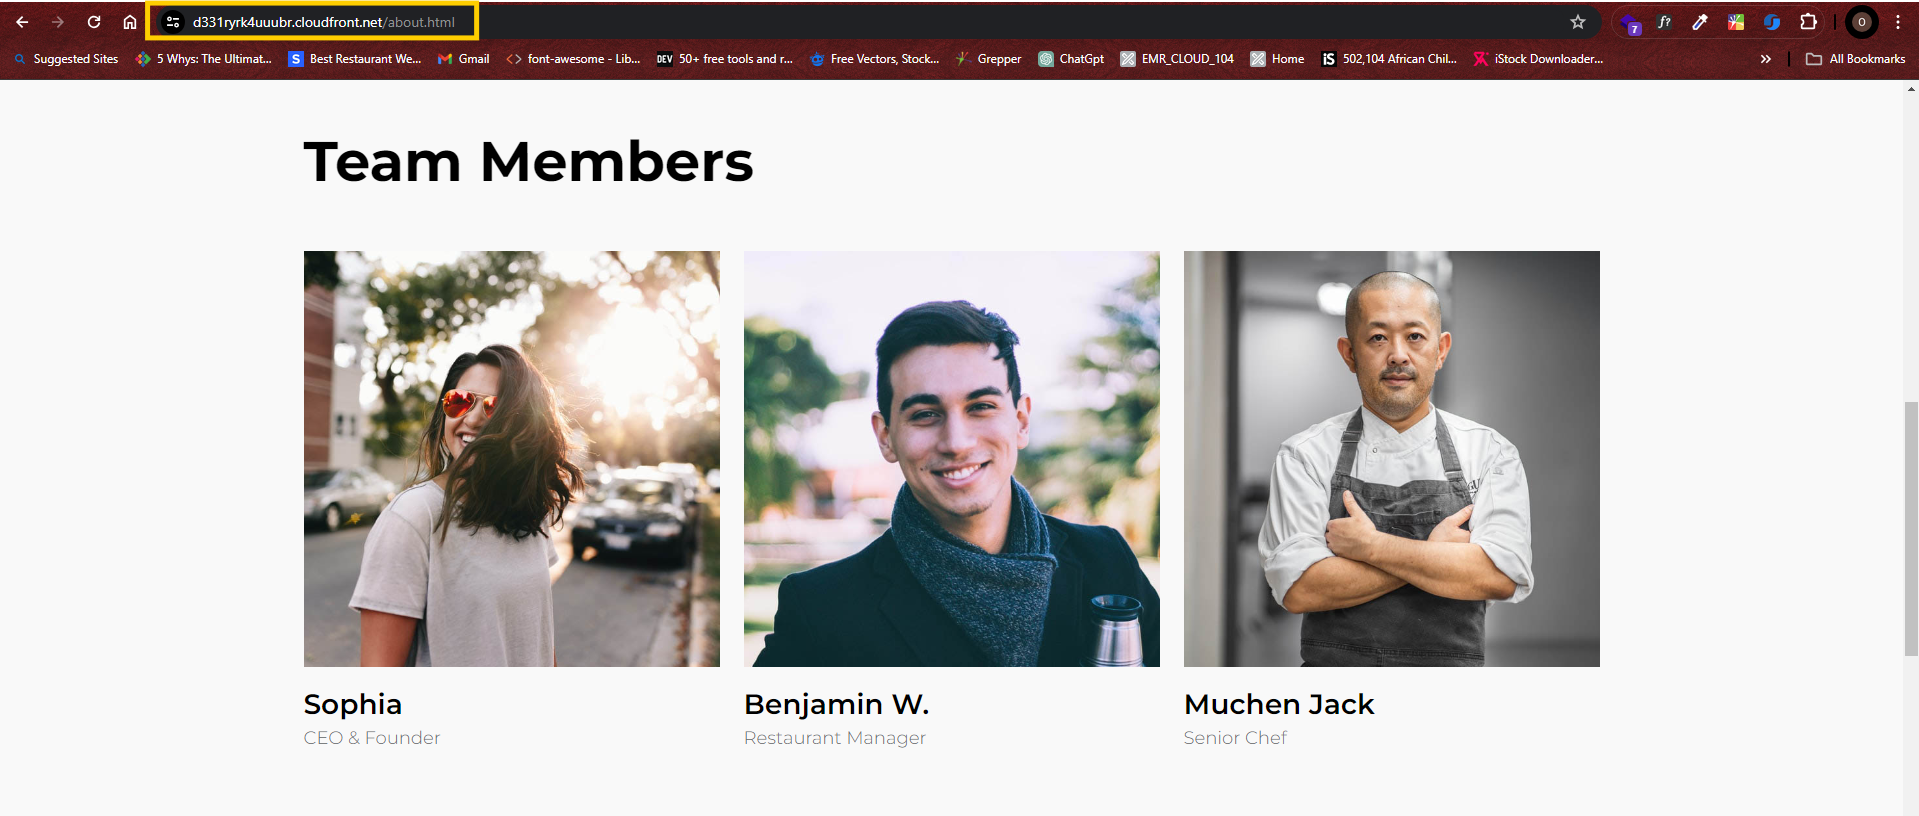 d331ryrk4uuubr.cloudfront.net/about.html
7
f?
O
Suggested Sites
5 Whys: The Ultimat...
S
Best Restaurant We...
Gmail
font-awesome - Lib...
DEV
50+ free tools and r...
Free Vectors, Stock...
Grepper
ChatGpt
EMR_CLOUD_104
Home
iS
502,104 African Chil...
iStock Downloader...
All Bookmarks
Team Members
Sophia
Benjamin W.
Muchen Jack
CEO & Founder
Restaurant Manager
Senior Chef